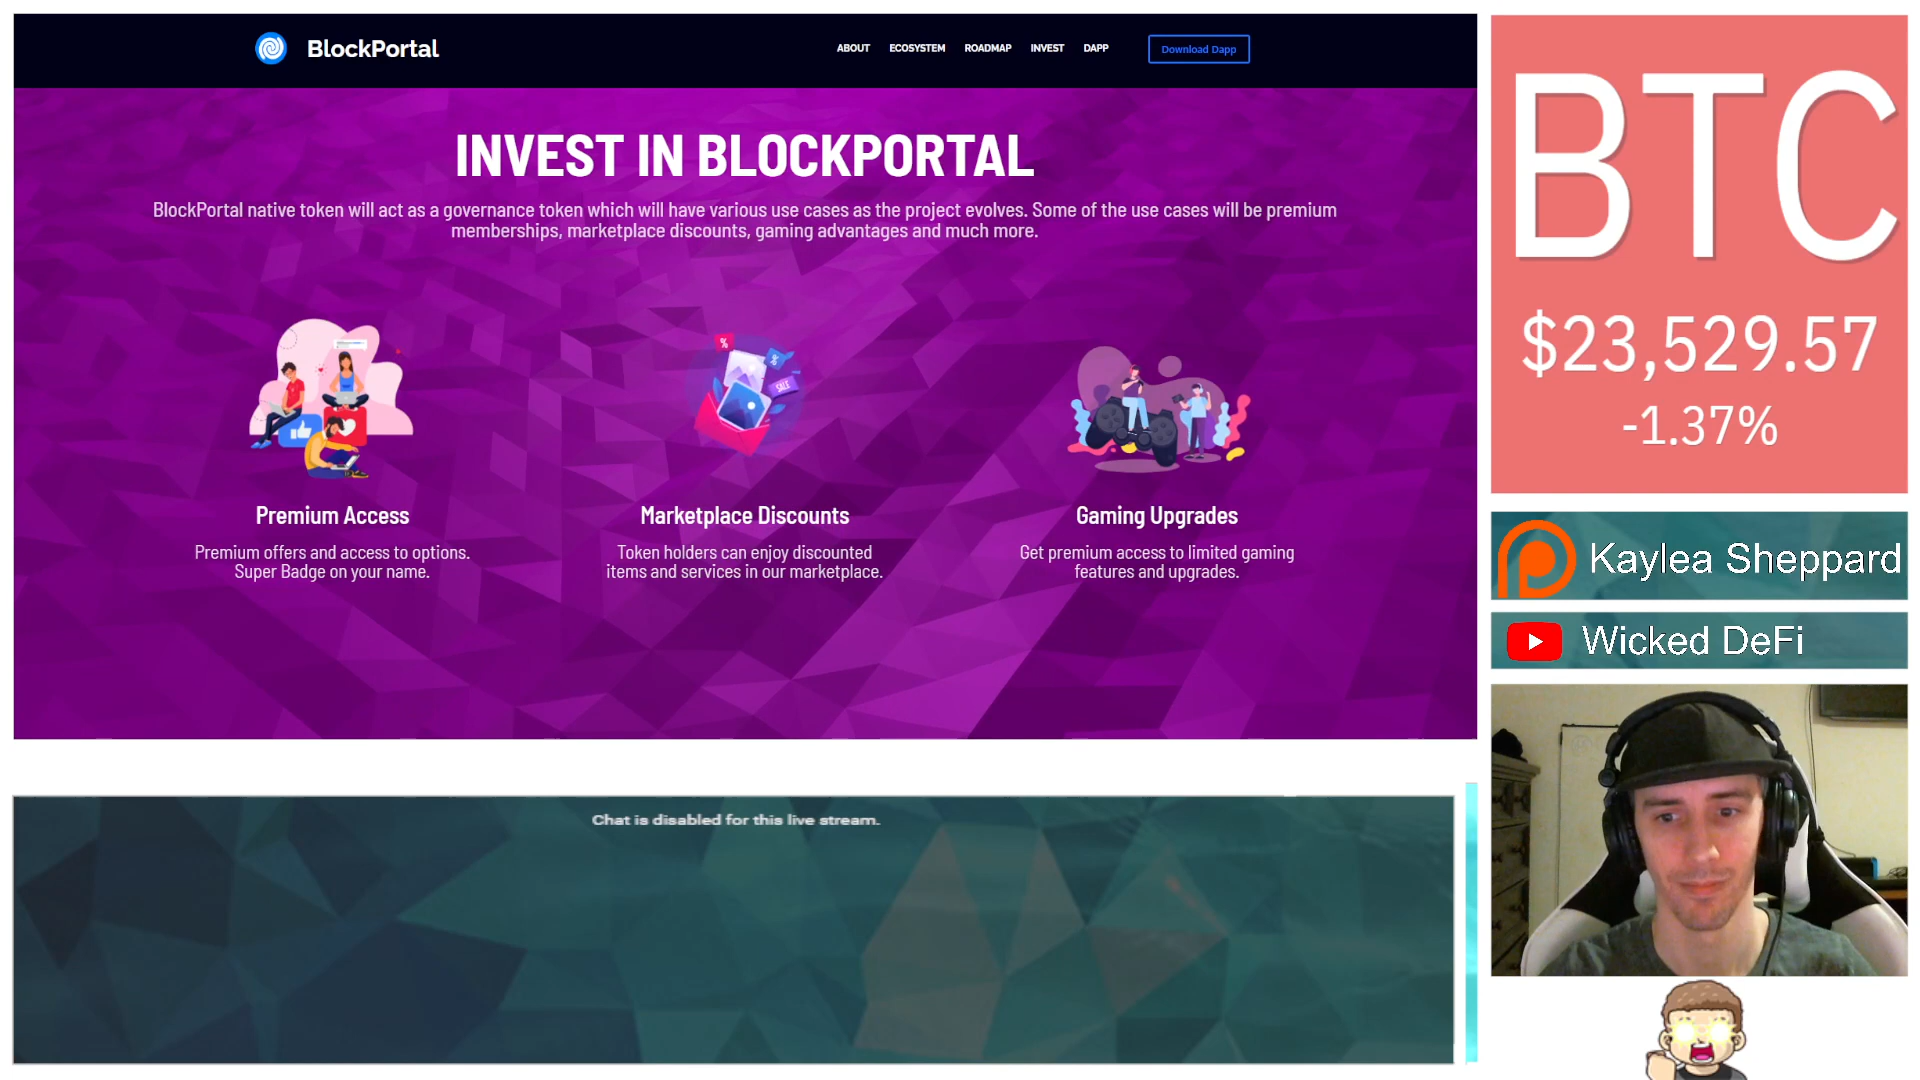 BlockPortal
ABOUT ECOSYSTEM ROADMAP INVEST DAPP Download Dapp
INVEST IN BLOCKPORTAL
BlockPortal native token will act as a governance token which will have various use cases as the project evolves. Some of the use cases will be premium
memberships, marketplace discounts, gaming advantages and much more.
%
SALE
Premium Access
Premium offers and access to options.
Super Badge on your name.
Marketplace Discounts
Token holders can enjoy discounted
items and services in our marketplace.
Gaming Upgrades
Get premium access to limited gaming
features and upgrades.
Chat is disabled for this live stream.
BTC
$23,529.57
-1.37%
Kaylea Sheppard
Wicked DeFi